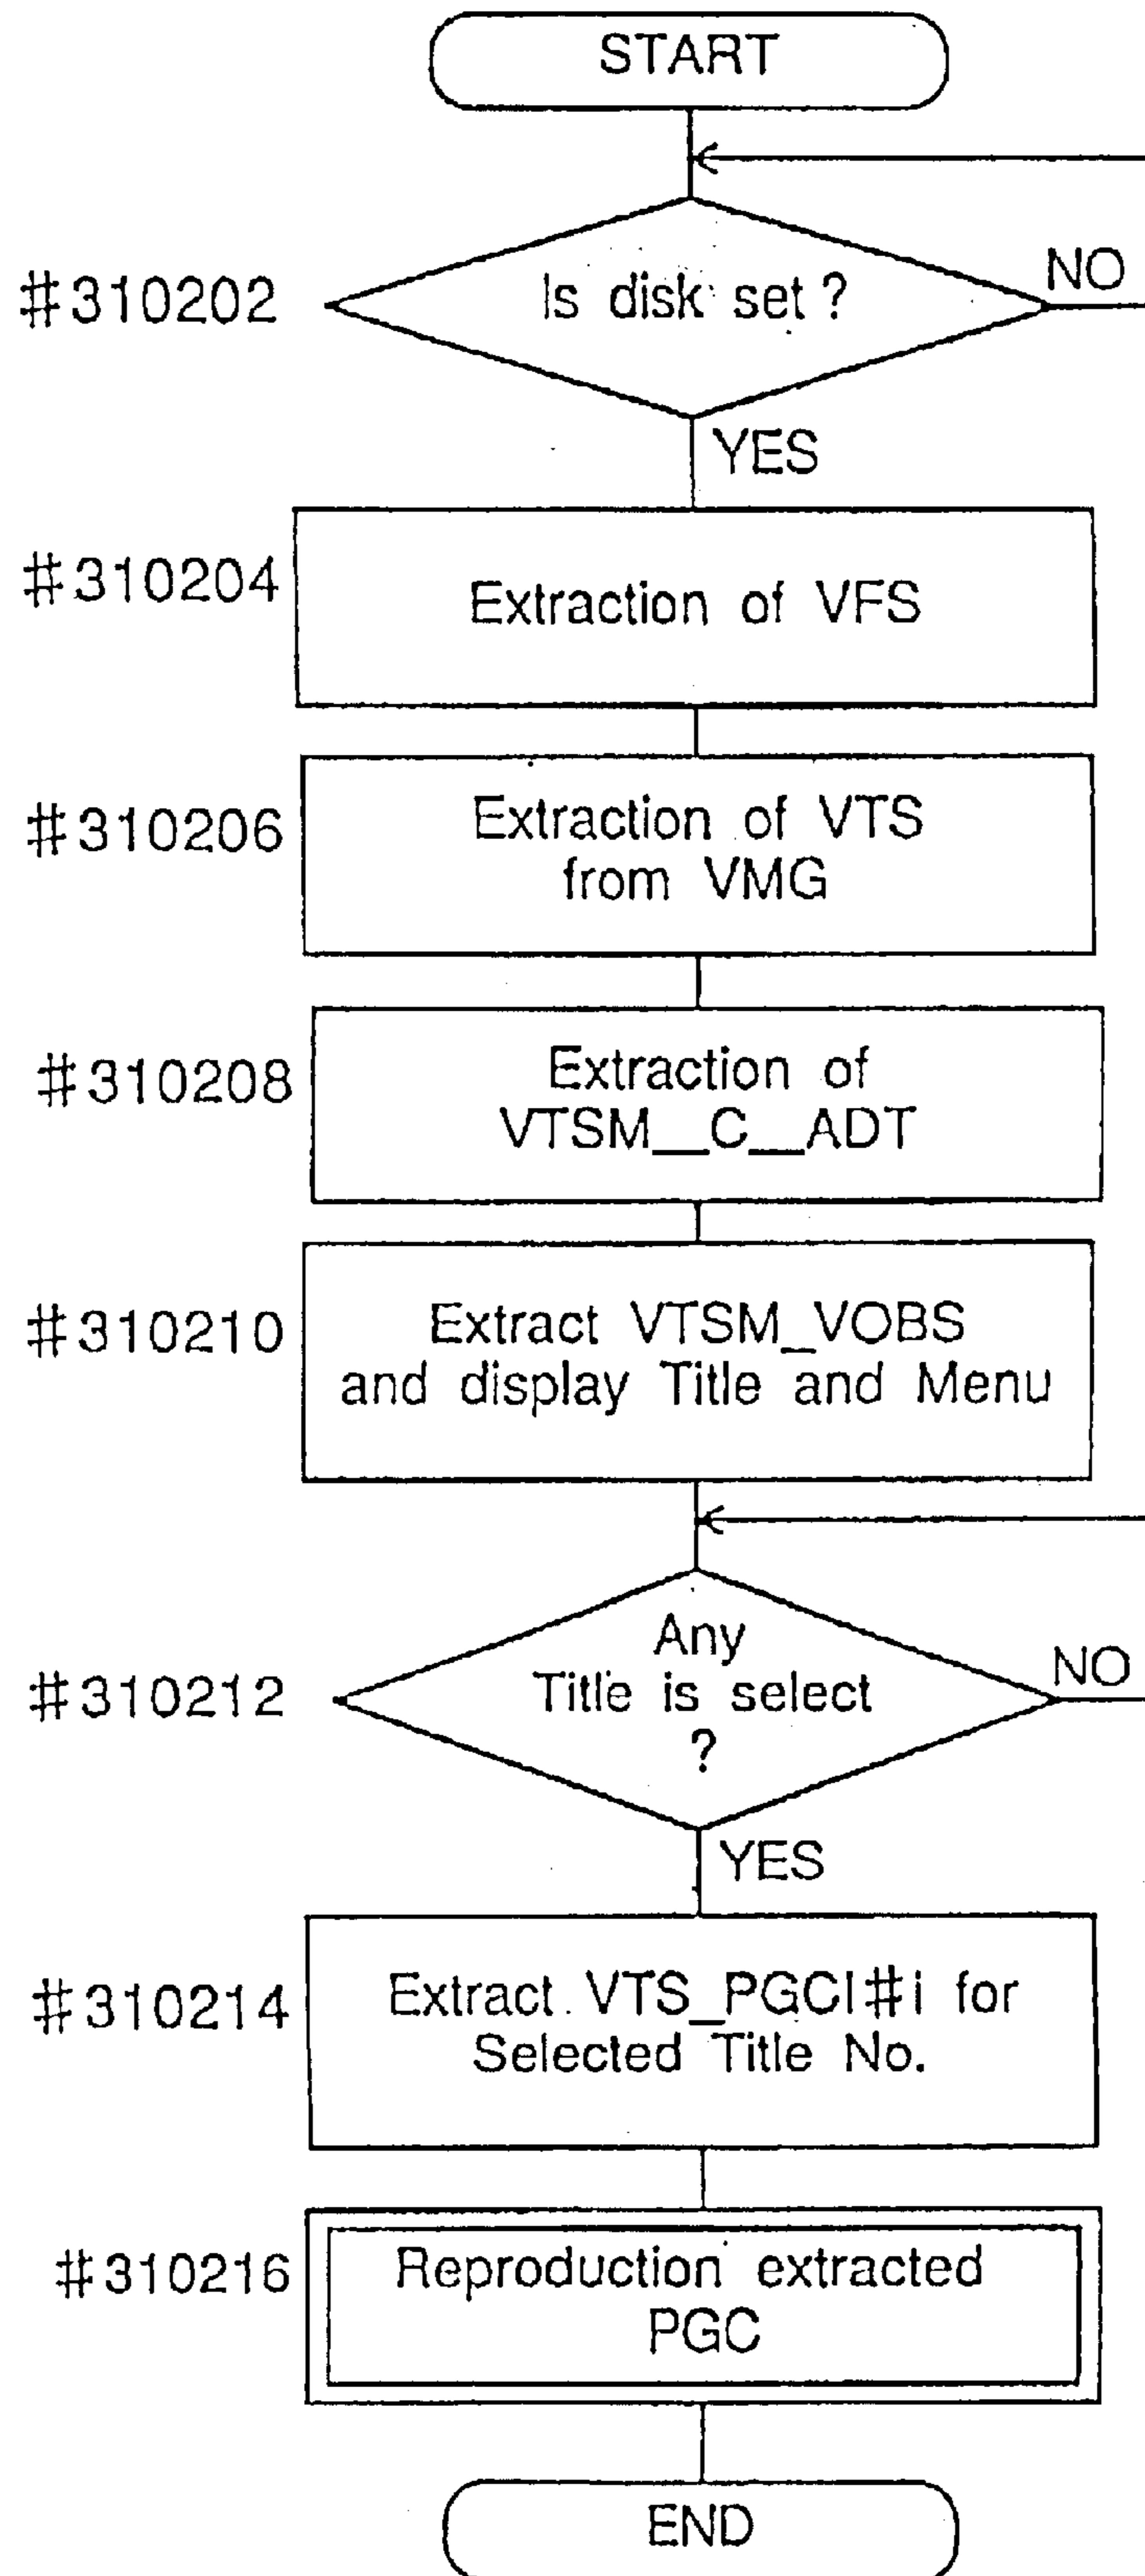 START
#310202
Is disk set ?
NO
YES
#310204
Extraction of VFS
#310206
Extraction of VTS
from VMG
#310208
Extraction of
VTSM__C__ADT
#310210
Extract VTSM_VOBS
and display Title and Menu
#310212
Any
Title is select
?
NO
YES
#310214
Extract VTS_PGCI#i for
Selected Title No.
#310216
Reproduction extracted
PGC
END